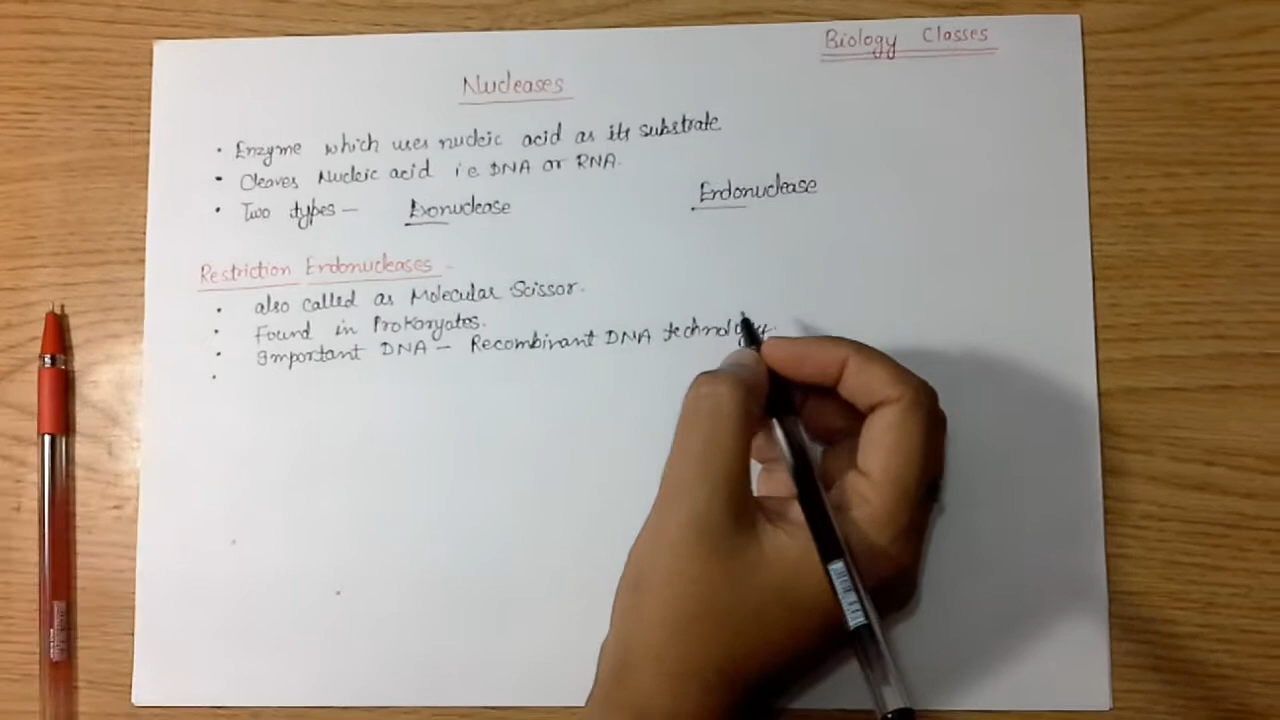 Biology Classes
Nucleases
• Enzyme which uses nucleic acid as its substrate
• Cleaves Nucleic acid i.e DNA or RNA.
• Two types — Exonuclease Endonuclease
Restriction Endonucleases -
• also called as Molecular Scissor.
• Found in Prokaryotes.
• Important DNA — Recombinant DNA technology.
•